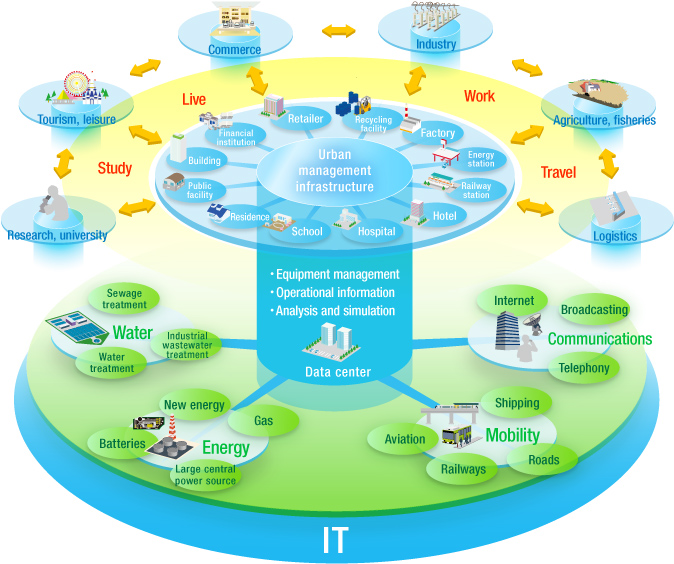 Commerce
Industry
Tourism, leisure
Agriculture, fisheries
Live
Work
Study
Travel
Research, university
Logistics
Retailer
Recycling
facility
Financial
institution
Factory
Building
Energy
station
Public
facility
Railway
station
Residence
Hotel
School
Hospital
Urban
management
infrastructure
• Equipment management
• Operational information
• Analysis and simulation
Data center
Sewage
treatment
Water
Industrial
wastewater
treatment
Water
treatment
Internet
Broadcasting
Communications
Telephony
New energy
Gas
Batteries
Energy
Large central
power source
Shipping
Aviation
Mobility
Railways
Roads
IT